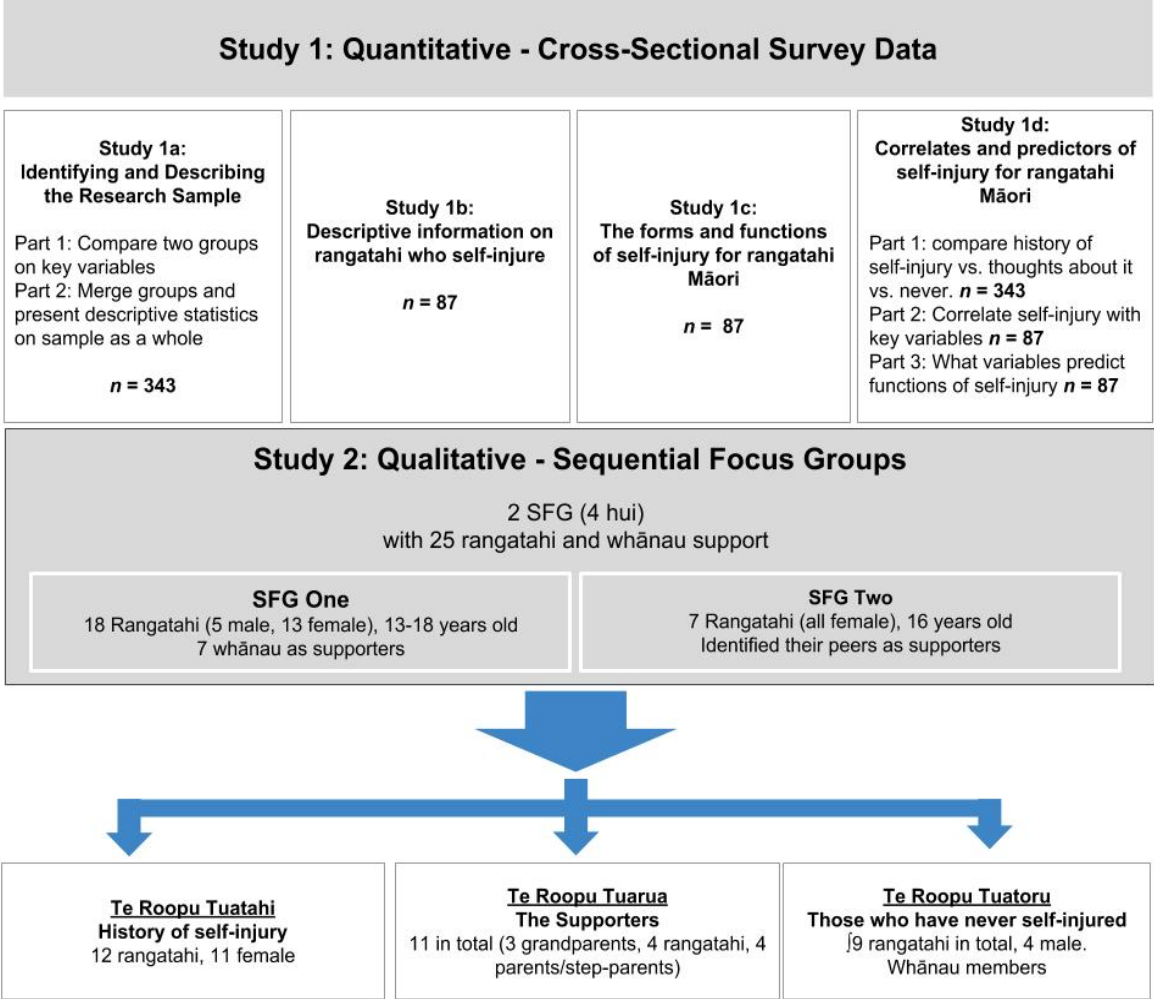 Study 1: Quantitative - Cross-Sectional Survey Data
Study 1a:
Identifying and Describing
the Research Sample
Part 1: Compare two groups
on key variables
Part 2: Merge groups and
present descriptive statistics
on sample as a whole
n = 343
Study 1b:
Descriptive information on
rangatahi who self-injure
n = 87
Study 1c:
The forms and functions
of self-injury for rangatahi
Māori
n = 87
Study 1d:
Correlates and predictors of
self-injury for rangatahi
Māori
Part 1: compare history of
self-injury vs. thoughts about it
vs. never. n = 343
Part 2: Correlate self-injury with
key variables n = 87
Part 3: What variables predict
functions of self-injury n = 87
Study 2: Qualitative - Sequential Focus Groups
2 SFG (4 hui)
with 25 rangatahi and whānau support
SFG One
18 Rangatahi (5 male, 13 female), 13-18 years old
7 whānau as supporters
SFG Two
7 Rangatahi (all female), 16 years old
Identified their peers as supporters
Te Roopu Tuatahi
History of self-injury
12 rangatahi, 11 female
Te Roopu Tuarua
The Supporters
11 in total (3 grandparents, 4 rangatahi, 4
parents/step-parents)
Te Roopu Tuatoru
Those who have never self-injured
⌠9 rangatahi in total, 4 male.
Whānau members